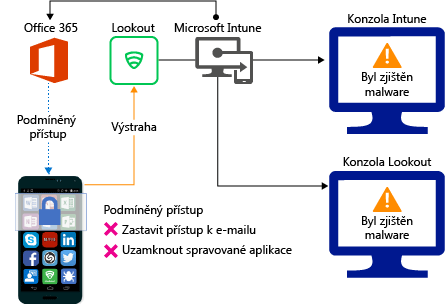 Office 365
Lookout
Microsoft Intune
Konzola Intune
Byl zjištěn
malware
Podmíněný
přístup
Výstraha
Konzola Lookout
Byl zjištěn
malware
Podmíněný přístup
Zastavit přístup k e-mailu
Uzamknout spravované aplikace